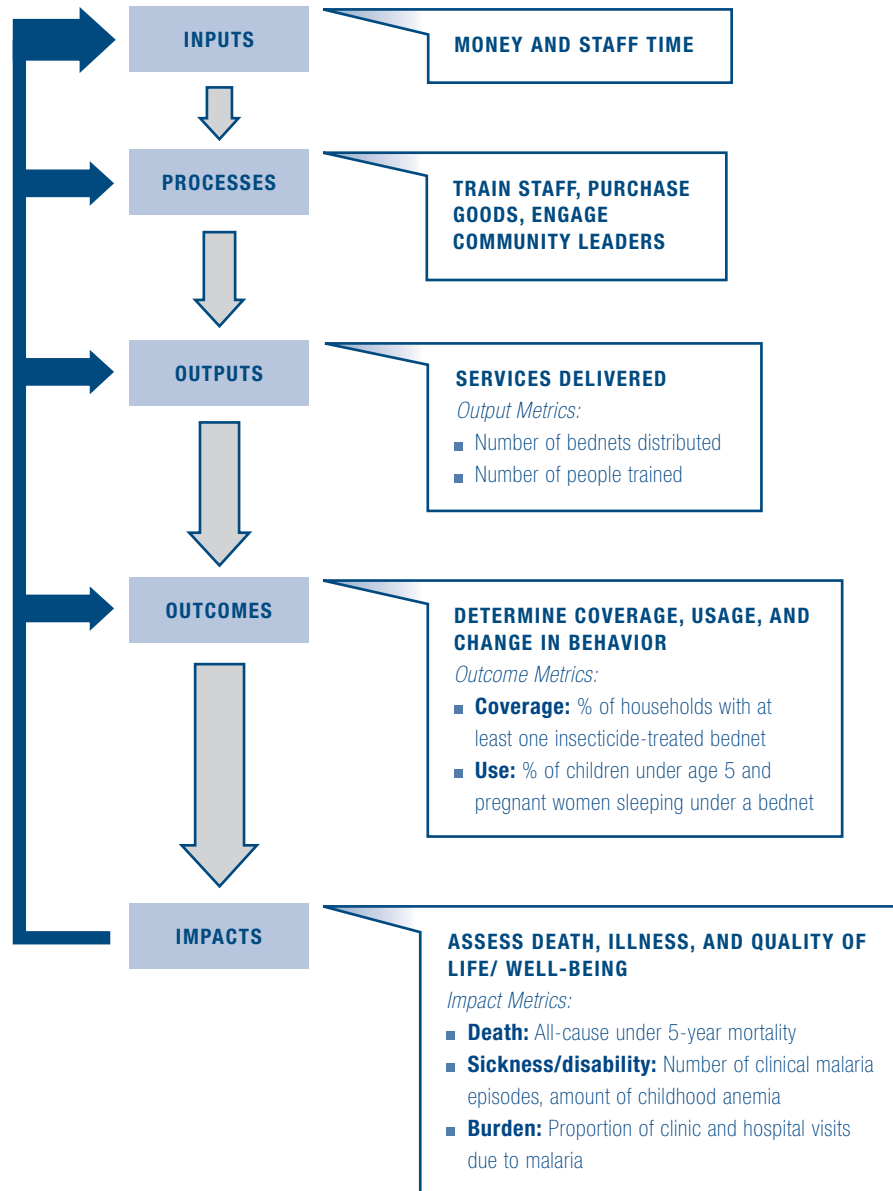 INPUTS
MONEY AND STAFF TIME
PROCESSES
TRAIN STAFF, PURCHASE
GOODS, ENGAGE
COMMUNITY LEADERS
OUTPUTS
SERVICES DELIVERED
Output Metrics:
Number of bednets distributed
Number of people trained
OUTCOMES
DETERMINE COVERAGE, USAGE, AND
CHANGE IN BEHAVIOR
Outcome Metrics:
Coverage: % of households with at
least one insecticide-treated bednet
Use: % of children under age 5 and
pregnant women sleeping under a bednet
IMPACTS
ASSESS DEATH, ILLNESS, AND QUALITY OF
LIFE/ WELL-BEING
Impact Metrics:
Death: All-cause under 5-year mortality
Sickness/disability: Number of clinical malaria
episodes, amount of childhood anemia
Burden: Proportion of clinic and hospital visits
due to malaria